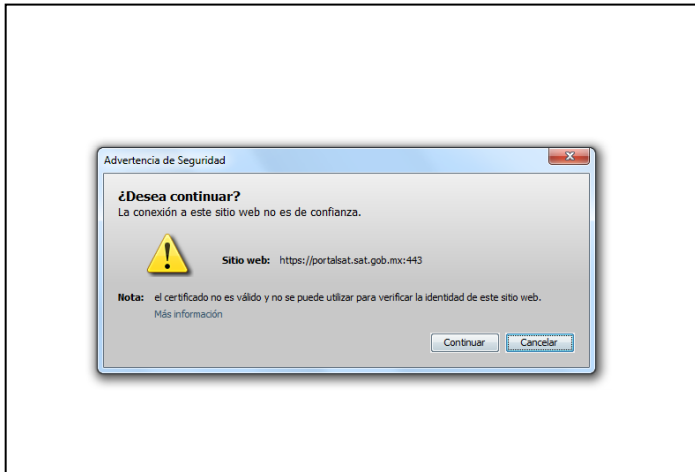 Advertencia de Seguridad
¿Desea continuar?
La conexión a este sitio web no es de confianza.
Sitio web: https://portalsat.sat.gob.mx:443
Nota: el certificado no es válido y no se puede utilizar para verificar la identidad de este sitio web.
Más información
Continuar Cancelar